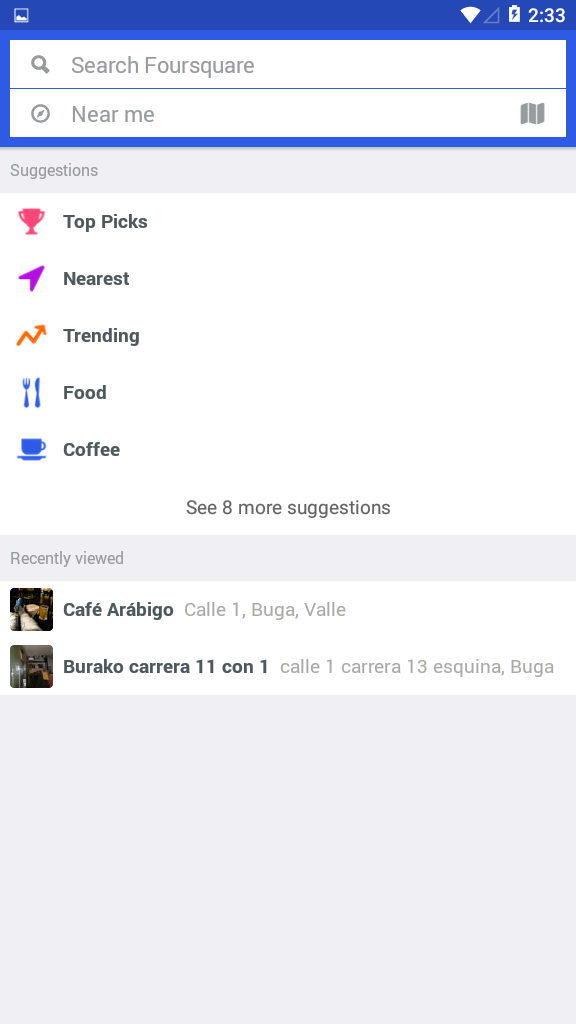 2:33
Search Foursquare
Near me
Suggestions
Top Picks
Nearest
Trending
Food
Coffee
See 8 more suggestions
Recently viewed
Café Arábigo Calle 1, Buga, Valle
Burako carrera 11 con 1 calle 1 carrera 13 esquina, Buga